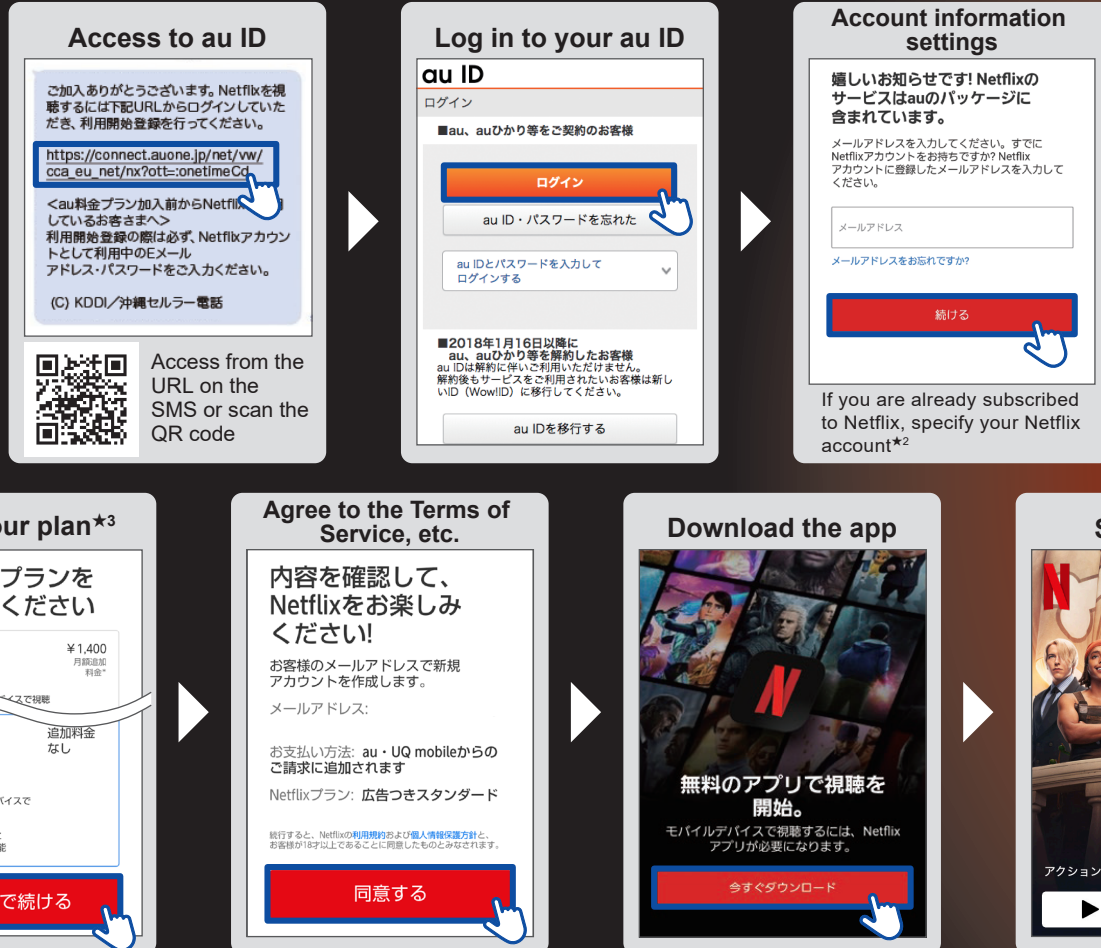 Access to au ID
ご加入ありがとうございます。Netflixを視
聴するには下記URLからログインしていた
だき、利用開始登録を行ってください。
https://connect.auone.jp/net/vw/
cca_eu_net/nx?ott=:onetimeCd
<au料金プラン加入前からNetfli
しているお客さまへ>
利用開始登録の際は必ず、Netflixアカウン
トとして利用中のEメール
アドレス・パスワードをご入力ください。
(C) KDDI／沖縄セルラー電話
Access from the
URL on the
SMS or scan the
QR code
Log in to your au ID
au ID
ログイン
■au、auひかり等をご契約のお客様
ログイン
au ID・パスワードを忘れた
au IDとパスワードを入力して
ログインする
■2018年1月16日以降に
au、auひかり等を解約したお客様
au IDは解約に伴いご利用いただけません。
解約後もサービスをご利用されたいお客様は新し
いID（Wow!ID）に移行してください。
au IDを移行する
Account information
settings
嬉しいお知らせです! Netflixの
サービスはauのパッケージに
含まれています。
メールアドレスを入力してください。すでに
Netflixアカウントをお持ちですか? Netflix
アカウントに登録したメールアドレスを入力して
ください。
メールアドレス
メールアドレスをお忘れですか?
続ける
If you are already subscribed
to Netflix, specify your Netflix
account★2
our plan★3
プランを
ください
¥1,400
月額追加
料金*
イスで視聴
追加料金
なし
バイスで
能
で続ける
Agree to the Terms of
Service, etc.
内容を確認して、
Netflixをお楽しみ
ください!
お客様のメールアドレスで新規
アカウントを作成します。
メールアドレス:
お支払い方法: au・UQ mobileからの
ご請求に追加されます
Netflixプラン: 広告つきスタンダード
続行すると、Netflixの利用規約および個人情報保護方針と、
お客様が18才以上であることに同意したものとみなされます。
同意する
Download the app
N
無料のアプリで視聴を
開始。
モバイルデバイスで視聴するには、Netflix
アプリが必要になります。
今すぐダウンロード
S
N
アクション